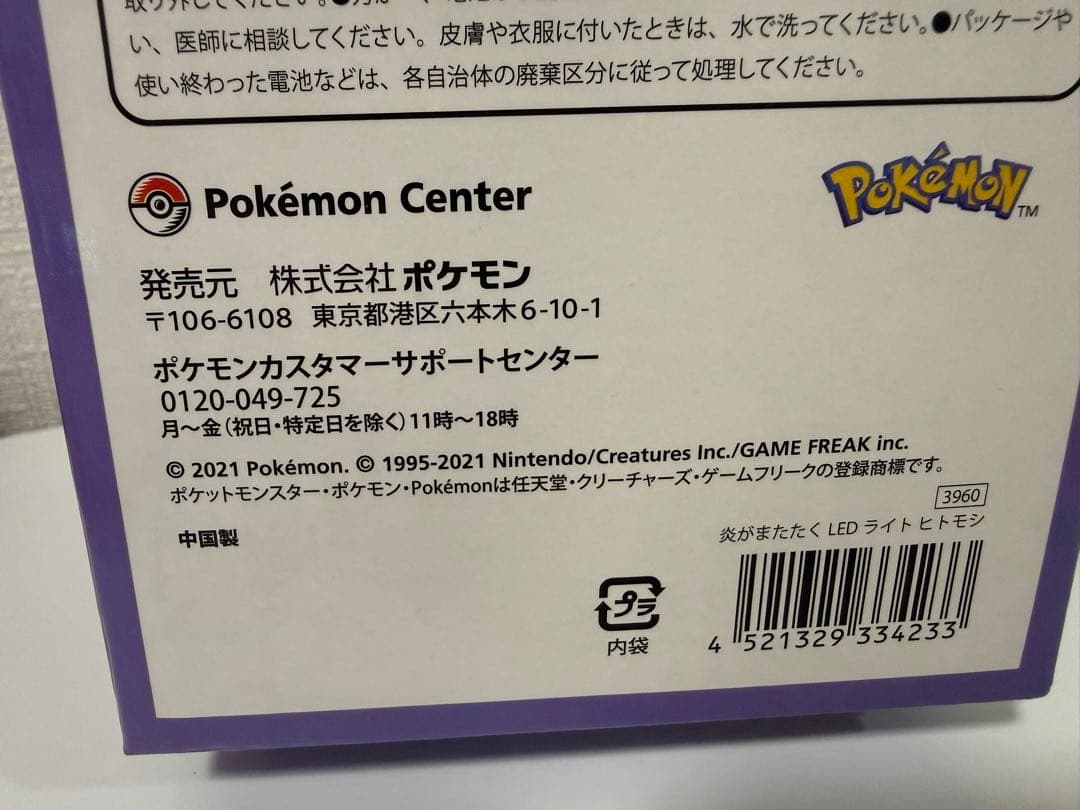 取り外してください。
い、医師に相談してください。皮膚や衣服に付いたときは、水で洗ってください。●パッケージや
使い終わった電池などは、各自治体の廃棄区分に従って処理してください。
Pokémon Center
POKéMON TM
発売元 株式会社 ポケモン
〒106-6108 東京都港区六本木6-10-1
ポケモンカスタマーサポートセンター
0120-049-725
月～金(祝日・特定日を除く)11時～18時
© 2021 Pokémon. © 1995-2021 Nintendo/Creatures Inc./GAME FREAK inc.
ポケットモンスター・ポケモン・Pokémonは任天堂・クリーチャーズ・ゲームフリークの登録商標です。
3960
中国製
炎がまたたく LED ライト ヒトモシ
プラ
内袋
4 521329 334233